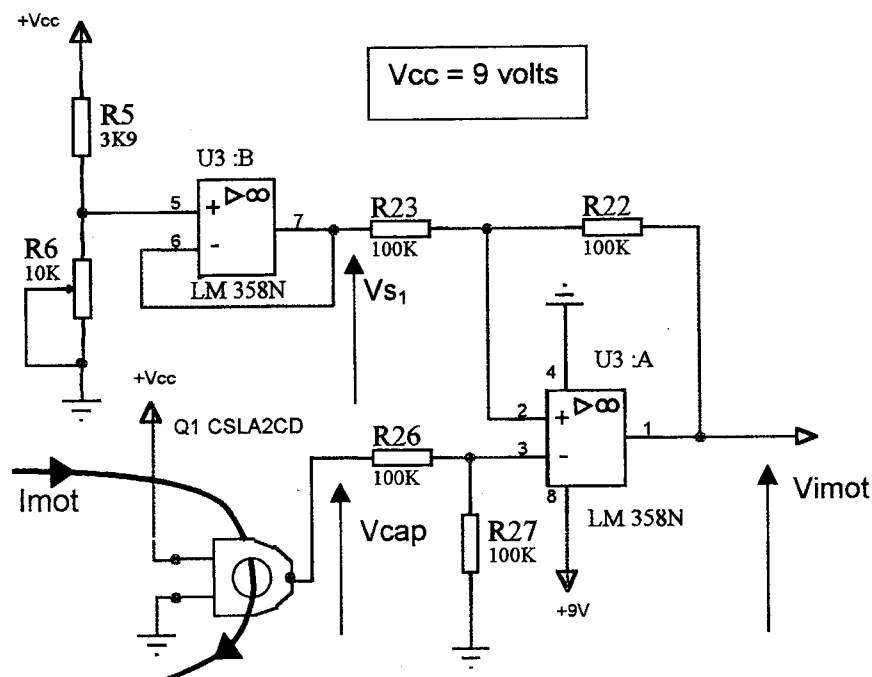 +Vcc
Vcc = 9 volts
R5
3K9
U3 :B
5
+
▷∞
7
6
-
LM 358N
R23
100K
R22
100K
R6
10K
Vs1
4
U3 :A
+Vcc
Q1 CSLA2CD
2
+
▷∞
1
R26
100K
3
-
8
LM 358N
Imot
Vcap
R27
100K
Vimot
+9V